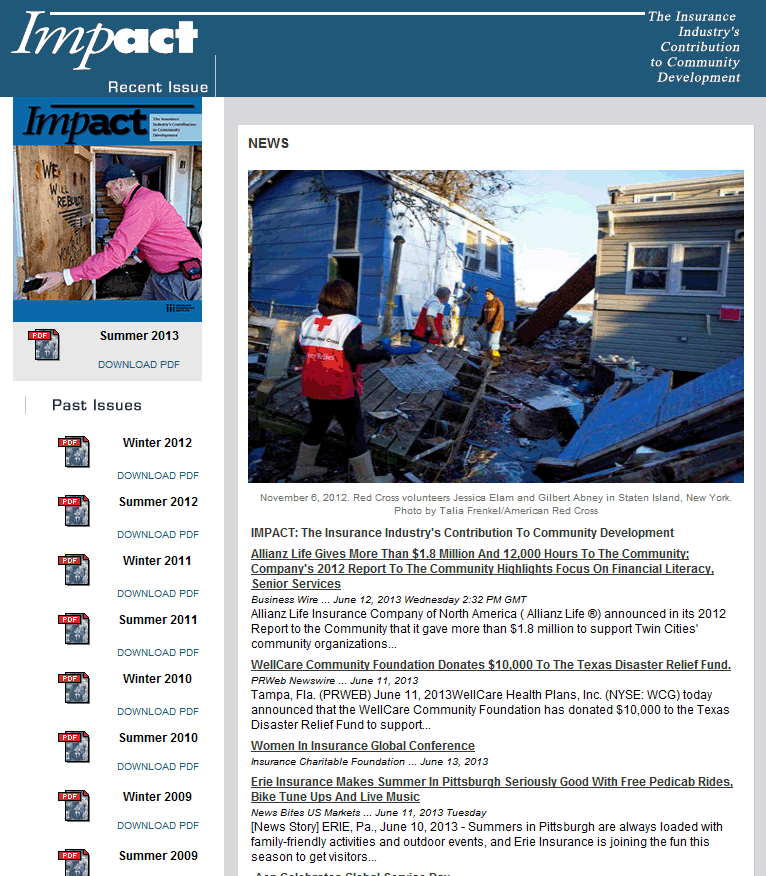 Impact
The Insurance
Industry's
Contribution
to Community
Development
Recent Issue
Impact
The Insurance
Industry's Contribution
to Community
Development
WE
WILL
REBUILD
Summer 2013
PDF
DOWNLOAD PDF
Past Issues
PDF
Winter 2012
DOWNLOAD PDF
PDF
Summer 2012
DOWNLOAD PDF
PDF
Winter 2011
DOWNLOAD PDF
PDF
Summer 2011
DOWNLOAD PDF
PDF
Winter 2010
DOWNLOAD PDF
PDF
Summer 2010
DOWNLOAD PDF
PDF
Winter 2009
DOWNLOAD PDF
PDF
Summer 2009
NEWS
American Red Cross
November 6, 2012. Red Cross volunteers Jessica Elam and Gilbert Abney in Staten Island, New York.
Photo by Talia Frenkel/American Red Cross
IMPACT: The Insurance Industry's Contribution To Community Development
Allianz Life Gives More Than $1.8 Million And 12,000 Hours To The Community;
Company's 2012 Report To The Community Highlights Focus On Financial Literacy,
Senior Services
Business Wire ... June 12, 2013 Wednesday 2:32 PM GMT
Allianz Life Insurance Company of North America ( Allianz Life ®) announced in its 2012
Report to the Community that it gave more than $1.8 million to support Twin Cities'
community organizations...
WellCare Community Foundation Donates $10,000 To The Texas Disaster Relief Fund.
PRWeb Newswire ... June 11, 2013
Tampa, Fla. (PRWEB) June 11, 2013WellCare Health Plans, Inc. (NYSE: WCG) today
announced that the WellCare Community Foundation has donated $10,000 to the Texas
Disaster Relief Fund to support...
Women In Insurance Global Conference
Insurance Charitable Foundation ... June 13, 2013
Erie Insurance Makes Summer In Pittsburgh Seriously Good With Free Pedicab Rides,
Bike Tune Ups And Live Music
News Bites US Markets ... June 11, 2013 Tuesday
[News Story] ERIE, Pa., June 10, 2013 - Summers in Pittsburgh are always loaded with
family-friendly activities and outdoor events, and Erie Insurance is joining the fun this
season to get visitors...
Aon Celebrates Global Service Day